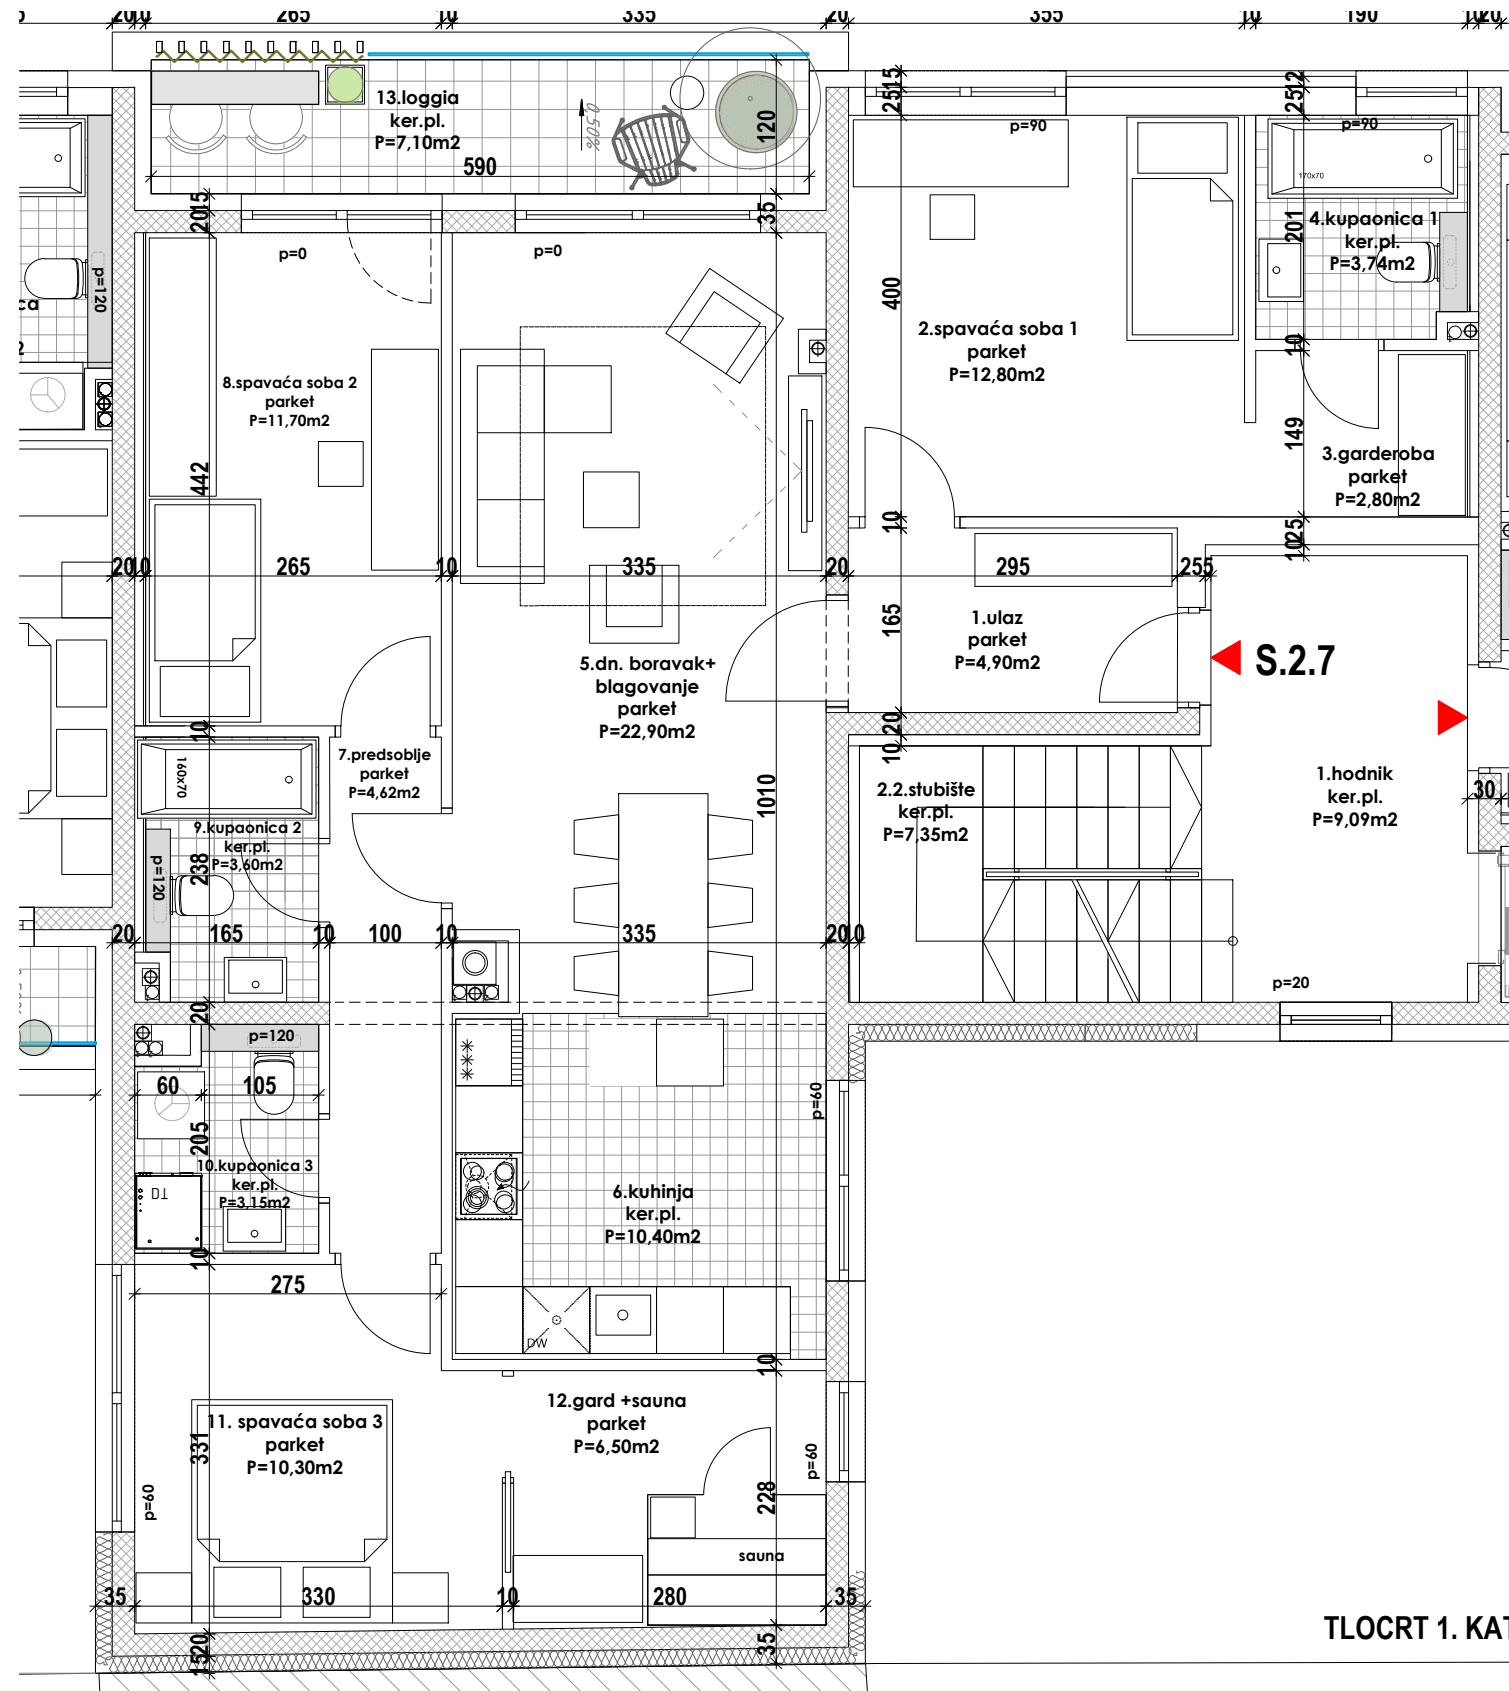 20
10
265
10
335
20
355
10
190
10
20
13.loggia
ker.pl.
P=7,10m2
0.50%
120
590
15
25
12
25
p=90
p=90
170x70
4.kupaonica 1
ker.pl.
P=3,74m2
201
15
20
35
p=0
p=0
p=120
ca
400
2.spavaća soba 1
parket
P=12,80m2
10
8.spavaća soba 2
parket
P=11,70m2
442
149
3.garderoba
parket
P=2,80m2
10
25
10
20
10
265
10
335
20
295
255
165
1.ulaz
parket
P=4,90m2
S.2.7
5.dn. boravak+
blagovanje
parket
P=22,90m2
10
20
10
10
160x70
7.predsoblje
parket
P=4,62m2
1010
2.2.stubište
ker.pl.
P=7,35m2
1.hodnik
ker.pl.
P=9,09m2
30
9.kupaonica 2
ker.pl.
P=3,60m2
238
p=120
20
165
10
100
10
335
20
10
p=20
20
p=120
60
105
p=60
205
10.kupaonica 3
ker.pl.
P=3,15m2
6.kuhinja
ker.pl.
P=10,40m2
10
275
DW
10
12.gard +sauna
parket
P=6,50m2
11. spavaća soba 3
parket
P=10,30m2
331
p=60
p=60
228
sauna
35
330
10
280
35
35
20
15
TLOCRT 1. KAT